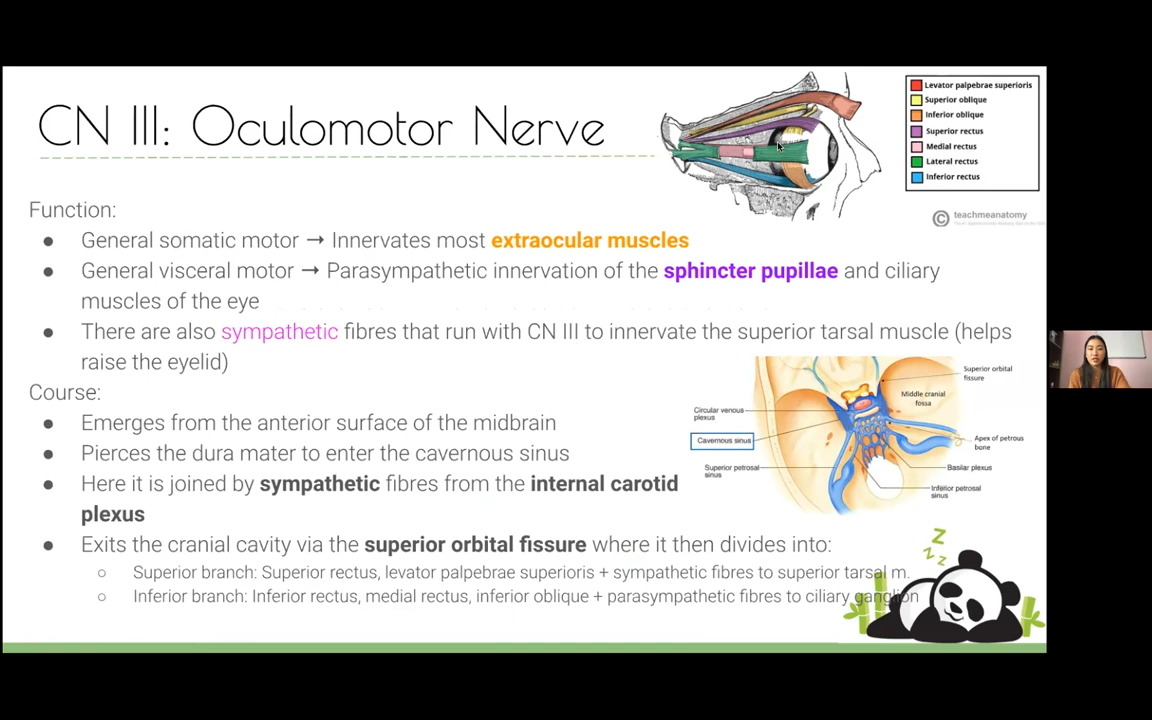 CN III: Oculomotor Nerve
Levator palpebrae superioris
Superior oblique
Inferior oblique
Superior rectus
Medial rectus
Lateral rectus
Inferior rectus
© teachmeanatomy
Function:
● General somatic motor → Innervates most extraocular muscles
● General visceral motor → Parasympathetic innervation of the sphincter pupillae and ciliary
muscles of the eye
● There are also sympathetic fibres that run with CN III to innervate the superior tarsal muscle (helps
raise the eyelid)
Course:
● Emerges from the anterior surface of the midbrain
● Pierces the dura mater to enter the cavernous sinus
● Here it is joined by sympathetic fibres from the internal carotid
plexus
● Exits the cranial cavity via the superior orbital fissure where it then divides into:
○ Superior branch: Superior rectus, levator palpebrae superioris + sympathetic fibres to superior tarsal m.
○ Inferior branch: Inferior rectus, medial rectus, inferior oblique + parasympathetic fibres to ciliary ganglion
Superior orbital
fissure
Middle cranial
fossa
Circular venous
plexus
Cavernous sinus
Superior petrosal
sinus
Apex of petrous
bone
Basilar plexus
Inferior petrosal
sinus
Z
Z
Z